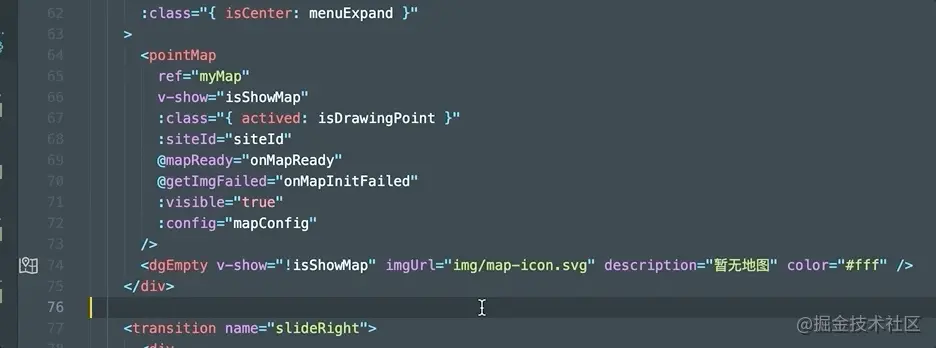 62 :class="{ isCenter: menuExpand }"
63 >
64 <pointMap
65 ref="myMap"
66 v-show="isShowMap"
67 :class="{ actived: isDrawingPoint }"
68 :siteId="siteId"
69 @mapReady="onMapReady"
70 @getImgFailed="onMapInitFailed"
71 :visible="true"
72 :config="mapConfig"
73 />
74 <dgEmpty v-show="!isShowMap" imgUrl="img/map-icon.svg" description="暂无地图" color="#fff" />
75 </div>
76
77 <transition name="slideRight">
78 <div
@掘金技术社区